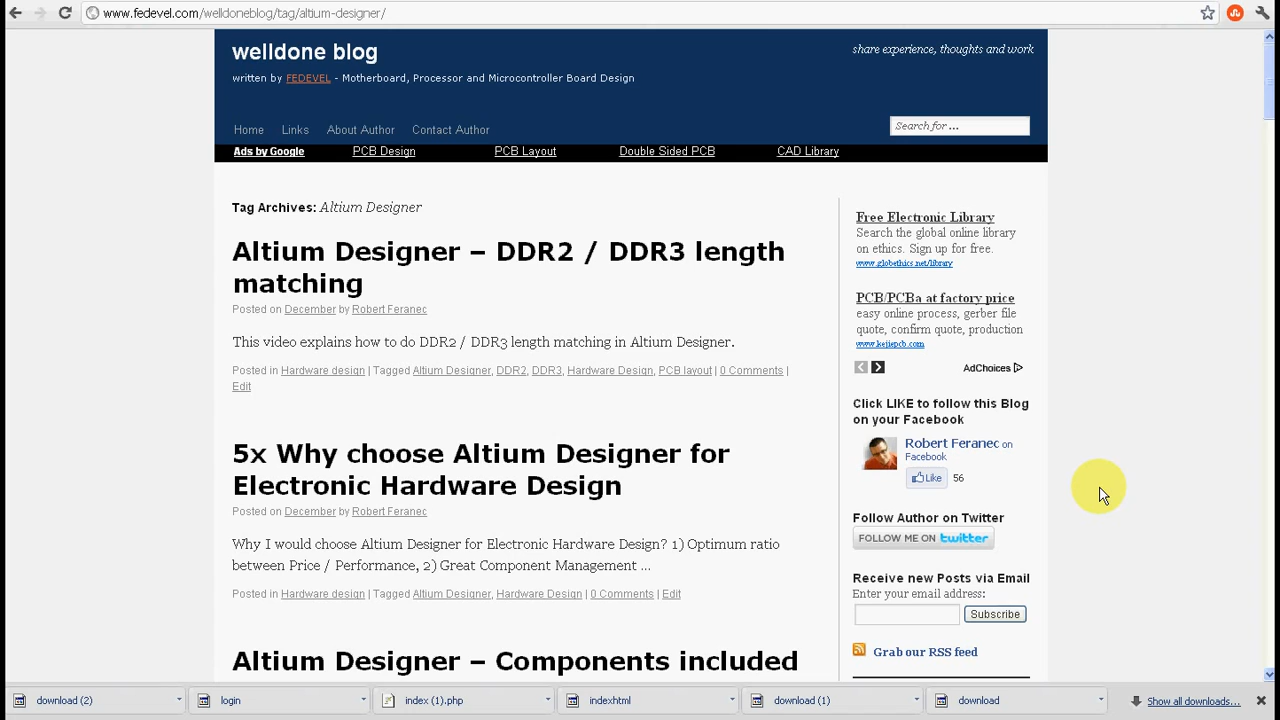 www.fedevel.com/welldoneblog/tag/altium-designer/
welldone blog
share experience, thoughts and work
written by FEDEVEL - Motherboard, Processor and Microcontroller Board Design
Home Links About Author Contact Author
Search for ...
Ads by Google PCB Design PCB Layout Double Sided PCB CAD Library
Tag Archives: Altium Designer
Altium Designer – DDR2 / DDR3 length
matching
Posted on December by Robert Feranec
This video explains how to do DDR2 / DDR3 length matching in Altium Designer.
Posted in Hardware design | Tagged Altium Designer, DDR2, DDR3, Hardware Design, PCB layout | 0 Comments |
Edit
5x Why choose Altium Designer for
Electronic Hardware Design
Posted on December by Robert Feranec
Why I would choose Altium Designer for Electronic Hardware Design? 1) Optimum ratio
between Price / Performance, 2) Great Component Management ...
Posted in Hardware design | Tagged Altium Designer, Hardware Design | 0 Comments | Edit
Altium Designer – Components included
Free Electronic Library
Search the global online library
on ethics. Sign up for free.
www.globethics.net/library
PCB/PCBa at factory price
easy online process, gerber file
quote, confirm quote, production
www.kejiepcb.com
AdChoices
Click LIKE to follow this Blog
on your Facebook
Robert Feranec on
Facebook
Like 56
Follow Author on Twitter
FOLLOW ME ON twitter
Receive new Posts via Email
Enter your email address:
Subscribe
Grab our RSS feed
download (2) login index (1).php indexhtml download (1) download Show all downloads...